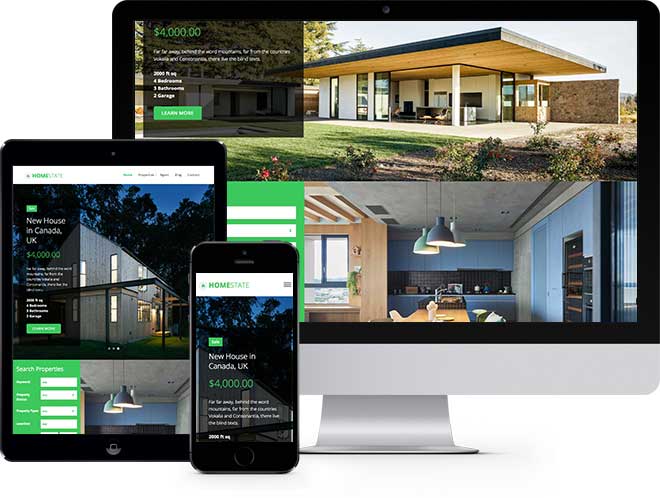 $4,000.00
Far far away, behind the word mountains, far from the countries
Vokalia and Consonantia, there live the blind texts.
2000 ft sq
4 Bedrooms
3 Bathrooms
2 Garage
LEARN MORE
HOMESTATE
Home Properties Agent Blog Contact
Sale
New House
in Canada,
UK
$4,000.00
Far far away, behind the word
mountains, far from the
countries Vokalia and
Consonantia, there live the
blind texts.
2000 ft sq
4 Bedrooms
3 Bathrooms
2 Garage
LEARN MORE
Search Properties
Keyword
Property
Status
Property Type
Location
HOMESTATE
Sale
New House in
Canada, UK
$4,000.00
Far far away, behind the word
mountains, far from the countries
Vokalia and Consonantia, there live
the blind texts.
2000 ft sq